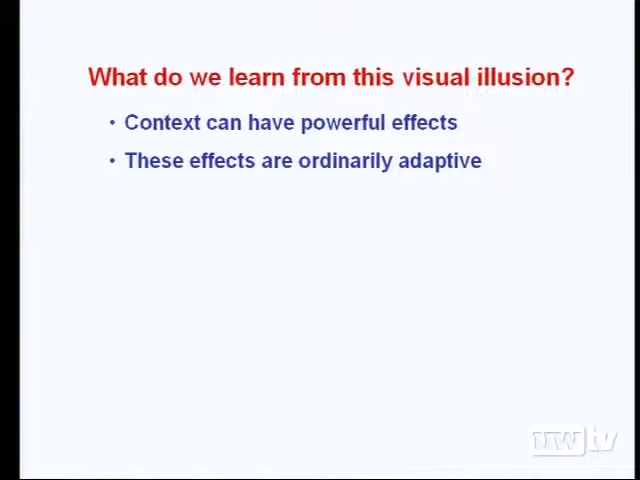 What do we learn from this visual illusion?
• Context can have powerful effects
• These effects are ordinarily adaptive
uwtv